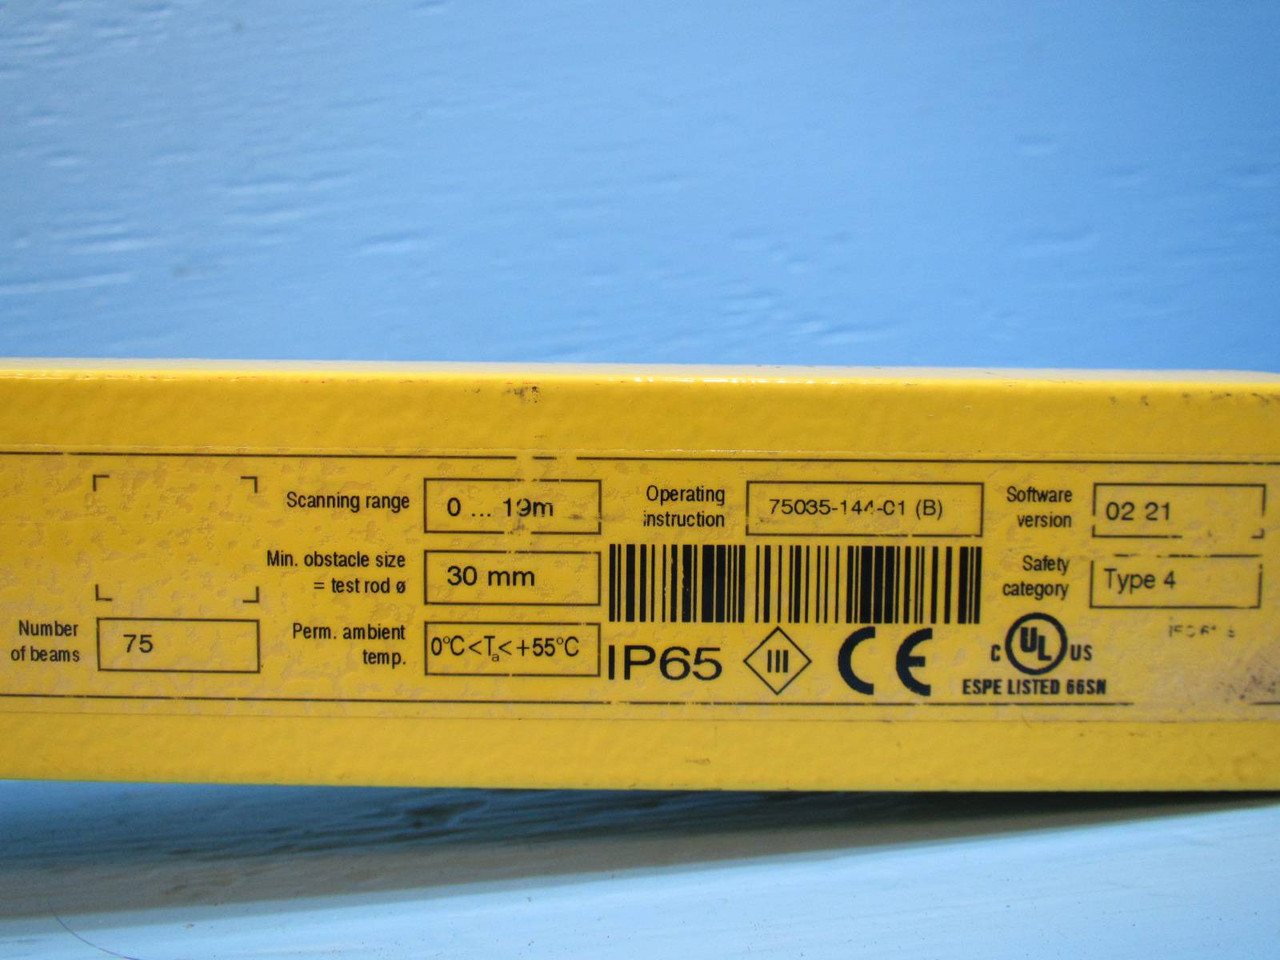 Scanning range
0 ... 19m
Operating
instruction
75035-144-01 (B)
Software
version
02 21
Min. obstacle size
= test rod ø
30 mm
Safety
category
Type 4
Number
of beams
75
Perm. ambient
temp.
0°C<Ta<+55°C
IP65
III
CE
C UL US
ESPE LISTED 66SN